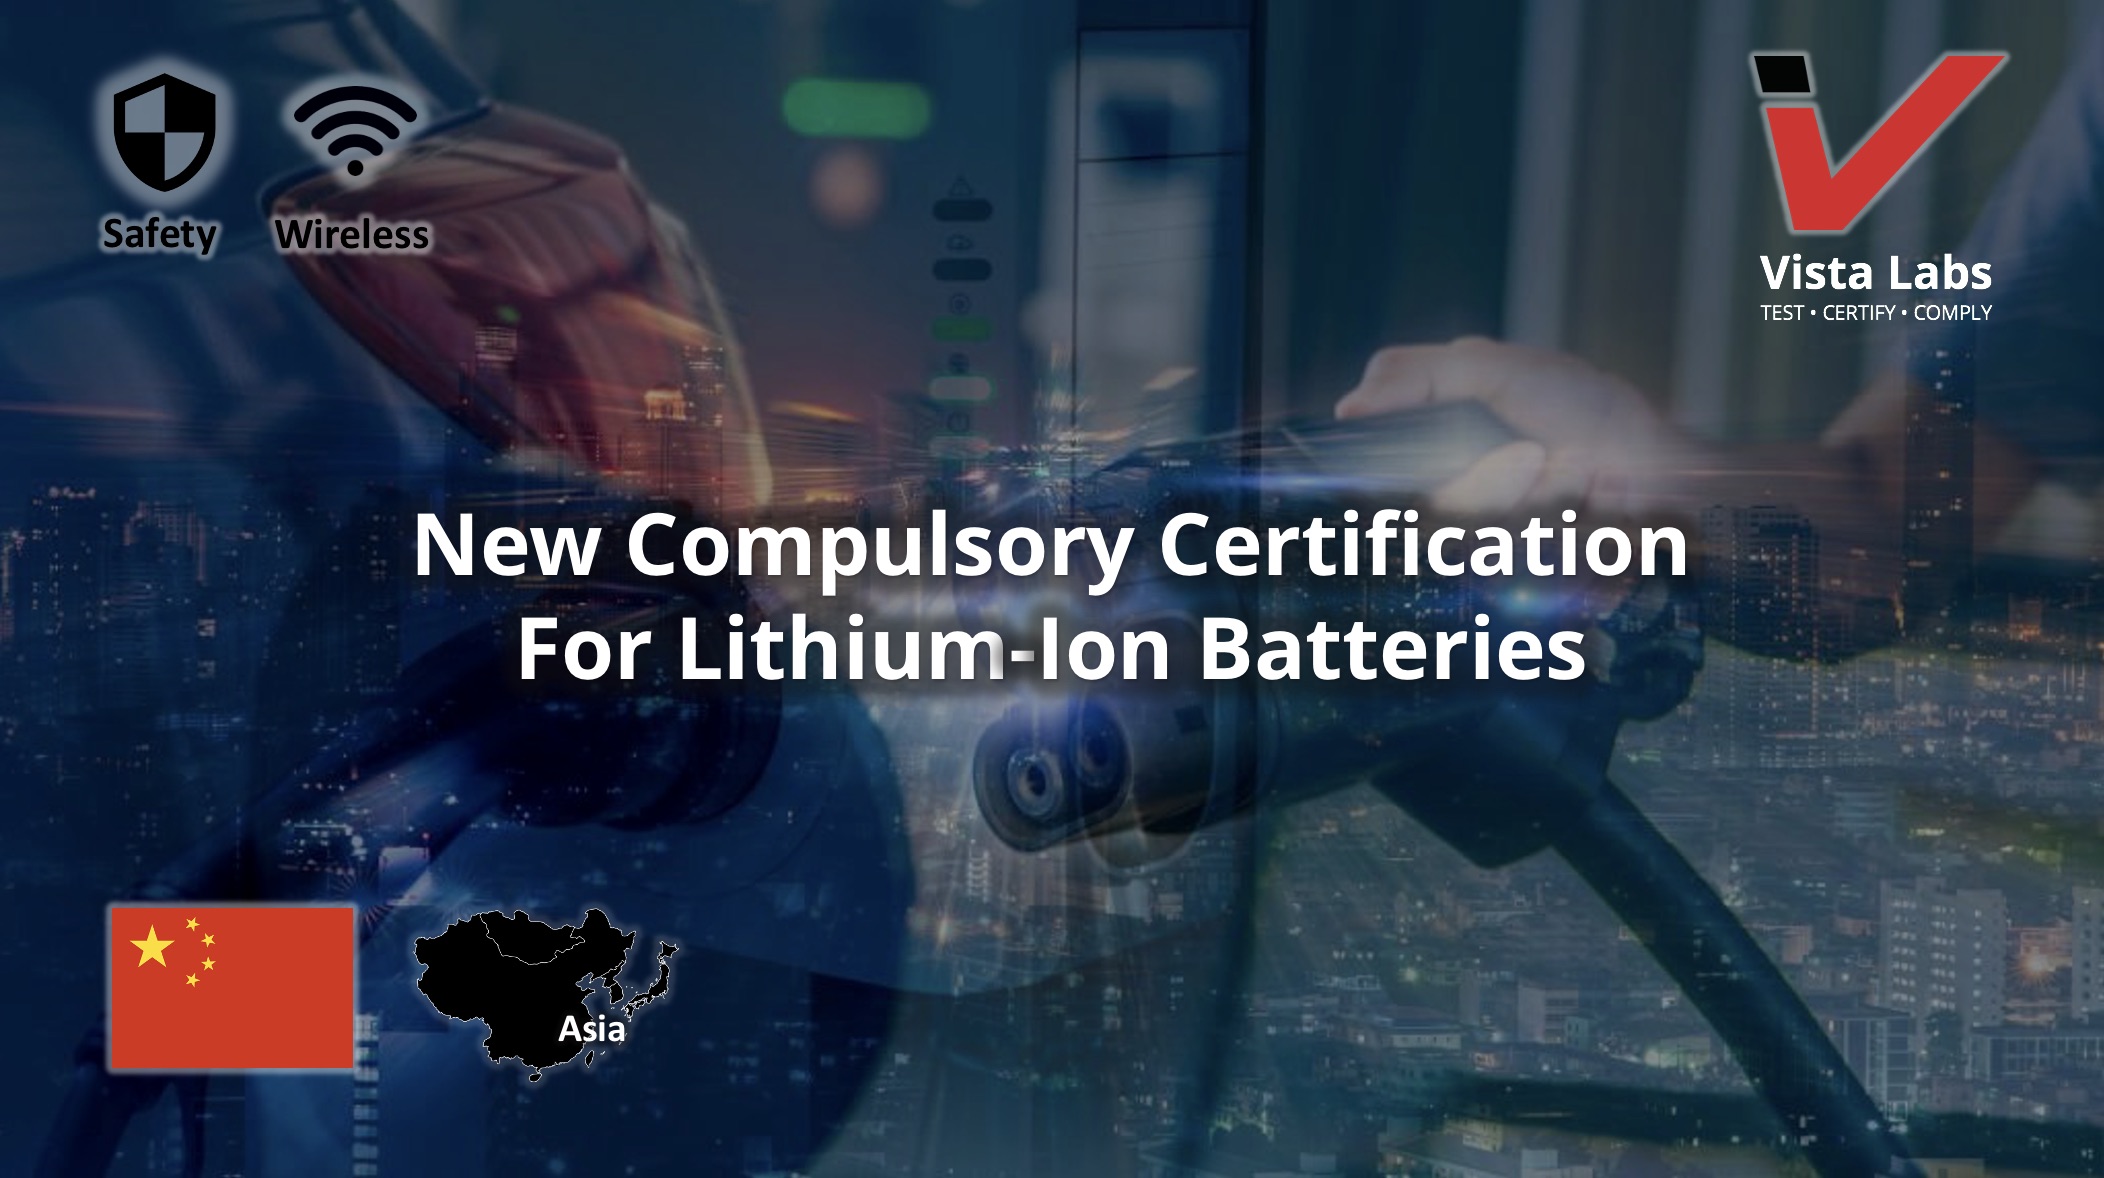 Safety
Wireless
Vista Labs
TEST • CERTIFY • COMPLY
New Compulsory Certification
For Lithium-Ion Batteries
Asia